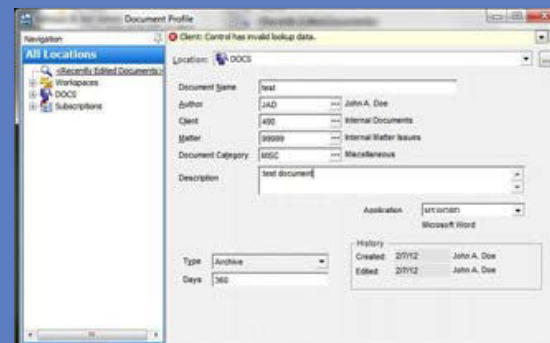 Document Profile
Navigation
Client: Control has invalid lookup data.
All Locations
<Recently Edited Documents>
Workspaces
DOCS
Subscriptions
Location: DOCS
Document Name test
Author JAD John A. Doe
Client 490 Internal Documents
Matter 99999 Internal Matter Issues
Document Category MISC Miscellaneous
Description test document
Application
Microsoft Word
History
Type Archive
Created: 2/7/12 John A. Doe
Days 360
Edited: 2/7/12 John A. Doe